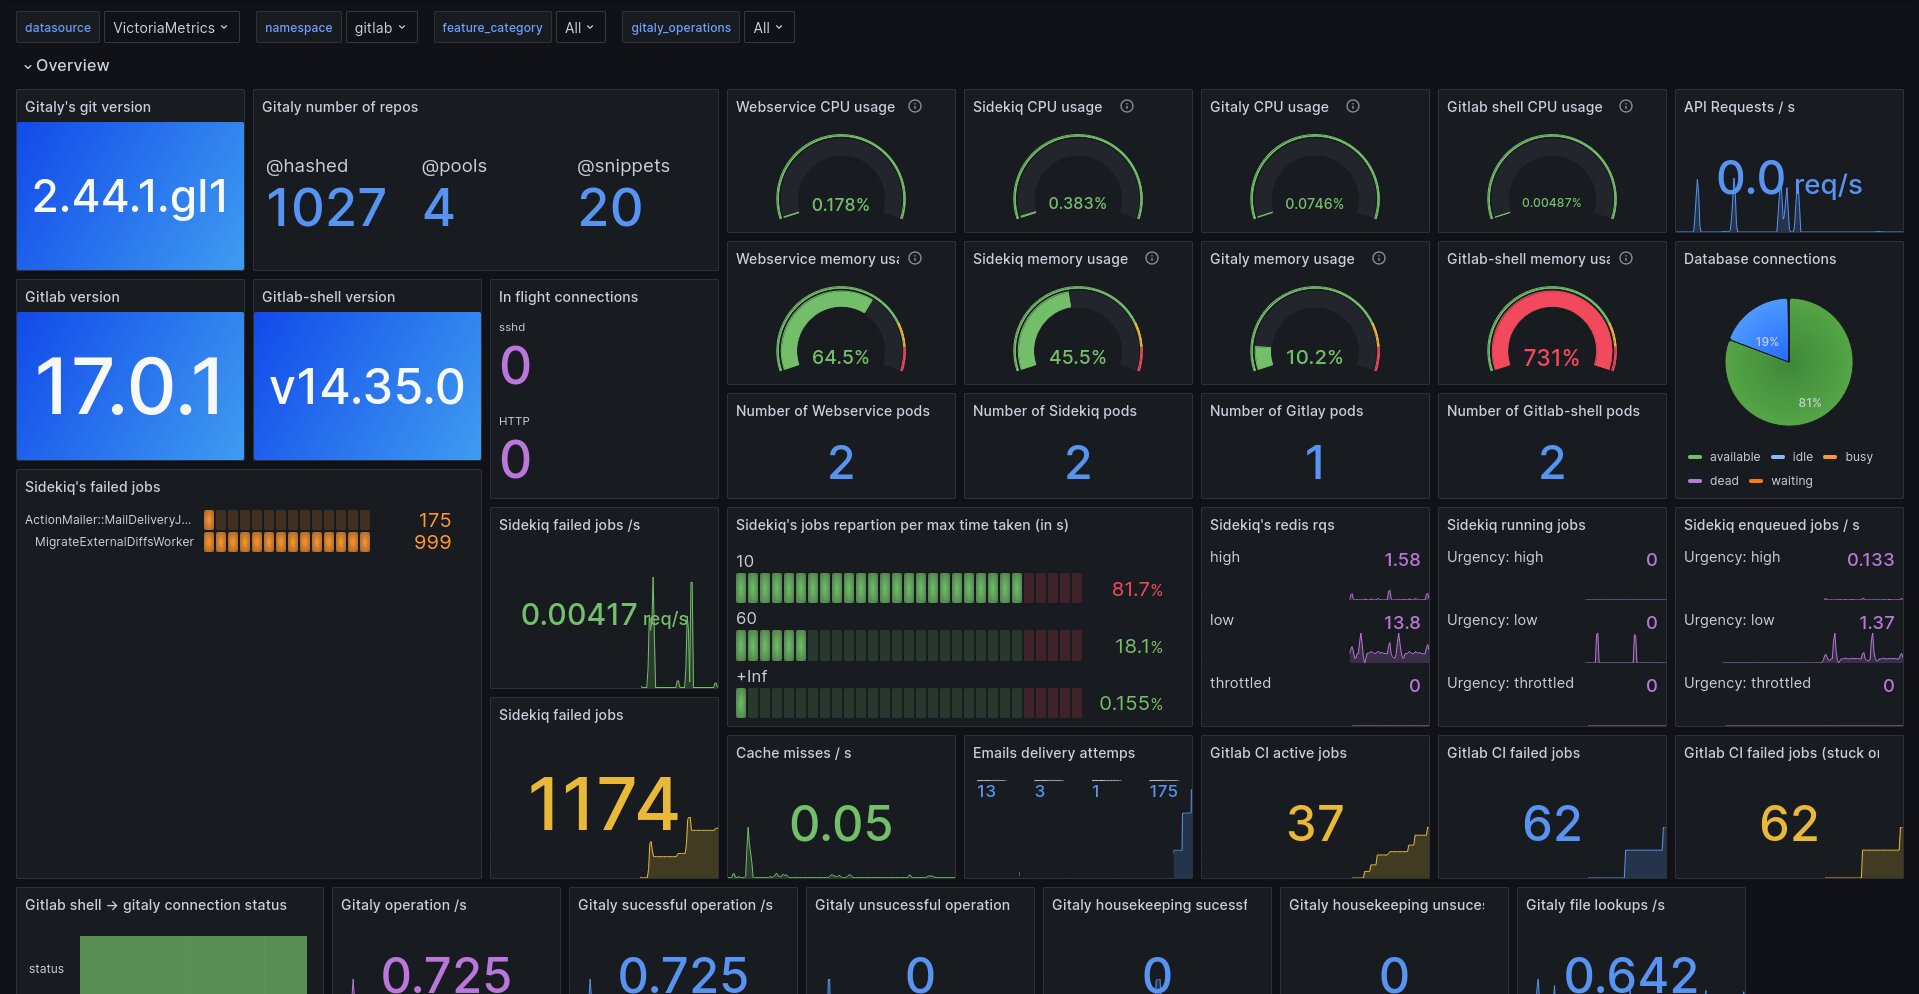 datasource VictoriaMetrics namespace gitlab feature_category All gitaly_operations All
Overview
Gitaly's git version
2.44.1.gl1
Gitaly number of repos
@hashed @pools @snippets
1027 4 20
Webservice CPU usage
0.178%
Sidekiq CPU usage
0.383%
Gitaly CPU usage
0.0746%
Gitlab shell CPU usage
0.00487%
API Requests / s
0.0 req/s
Webservice memory usa
64.5%
Sidekiq memory usage
45.5%
Gitaly memory usage
10.2%
Gitlab-shell memory usa
731%
Database connections
19%
81%
available idle busy
dead waiting
Gitlab version
17.0.1
Gitlab-shell version
v14.35.0
In flight connections
sshd
0
HTTP
0
Number of Webservice pods
2
Number of Sidekiq pods
2
Number of Gitlay pods
1
Number of Gitlab-shell pods
2
Sidekiq's failed jobs
ActionMailer::MailDeliveryJ... 175
MigrateExternalDiffsWorker 999
Sidekiq failed jobs /s
0.00417 req/s
Sidekiq's jobs repartion per max time taken (in s)
10
81.7%
60
18.1%
+Inf
0.155%
Sidekiq's redis rqs
high 1.58
low 13.8
throttled 0
Sidekiq running jobs
Urgency: high 0
Urgency: low 0
Urgency: throttled 0
Sidekiq enqueued jobs / s
Urgency: high 0.133
Urgency: low 1.37
Urgency: throttled 0
Sidekiq failed jobs
1174
Cache misses / s
0.05
Emails delivery attemps
13 3 1 175
Gitlab CI active jobs
37
Gitlab CI failed jobs
62
Gitlab CI failed jobs (stuck or
62
Gitlab shell → gitaly connection status
status
Gitaly operation /s
0.725
Gitaly sucessful operation /s
0.725
Gitaly unsucessful operation
0
Gitaly housekeeping sucessf
0
Gitaly housekeeping unsuces
0
Gitaly file lookups /s
0.642